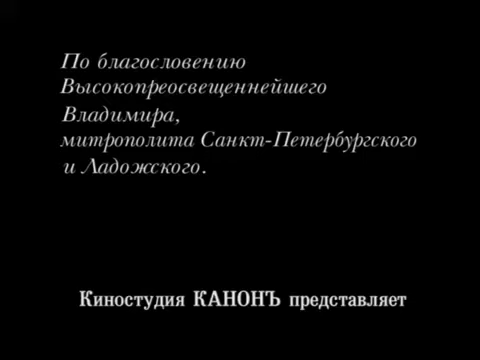 По благословению
Высокопреосвещеннейшего
Владимира,
митрополита Санкт-Петербургского
и Ладожского.
Киностудия КАНОНЪ представляет